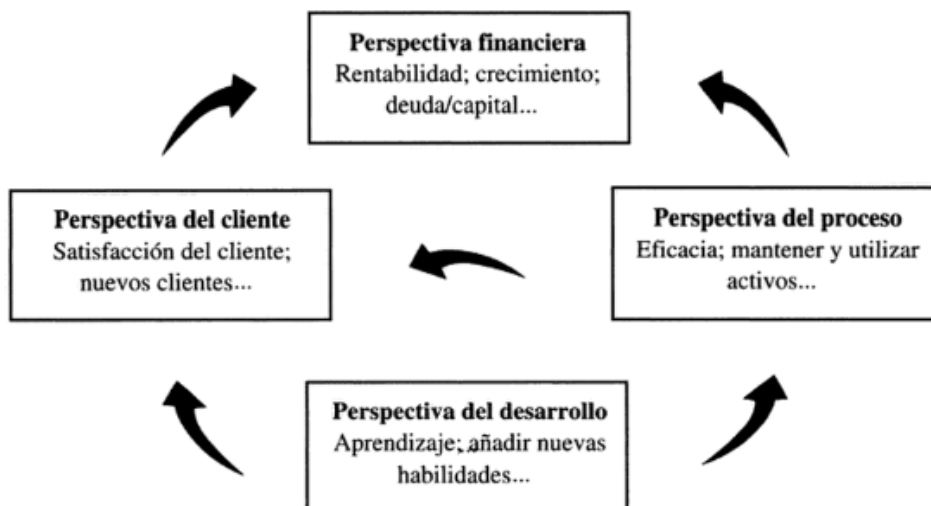 Perspectiva financiera
Rentabilidad; crecimiento;
deuda/capital...
Perspectiva del cliente
Satisfacción del cliente;
nuevos clientes...
Perspectiva del proceso
Eficacia; mantener y utilizar
activos...
Perspectiva del desarrollo
Aprendizaje; añadir nuevas
habilidades...